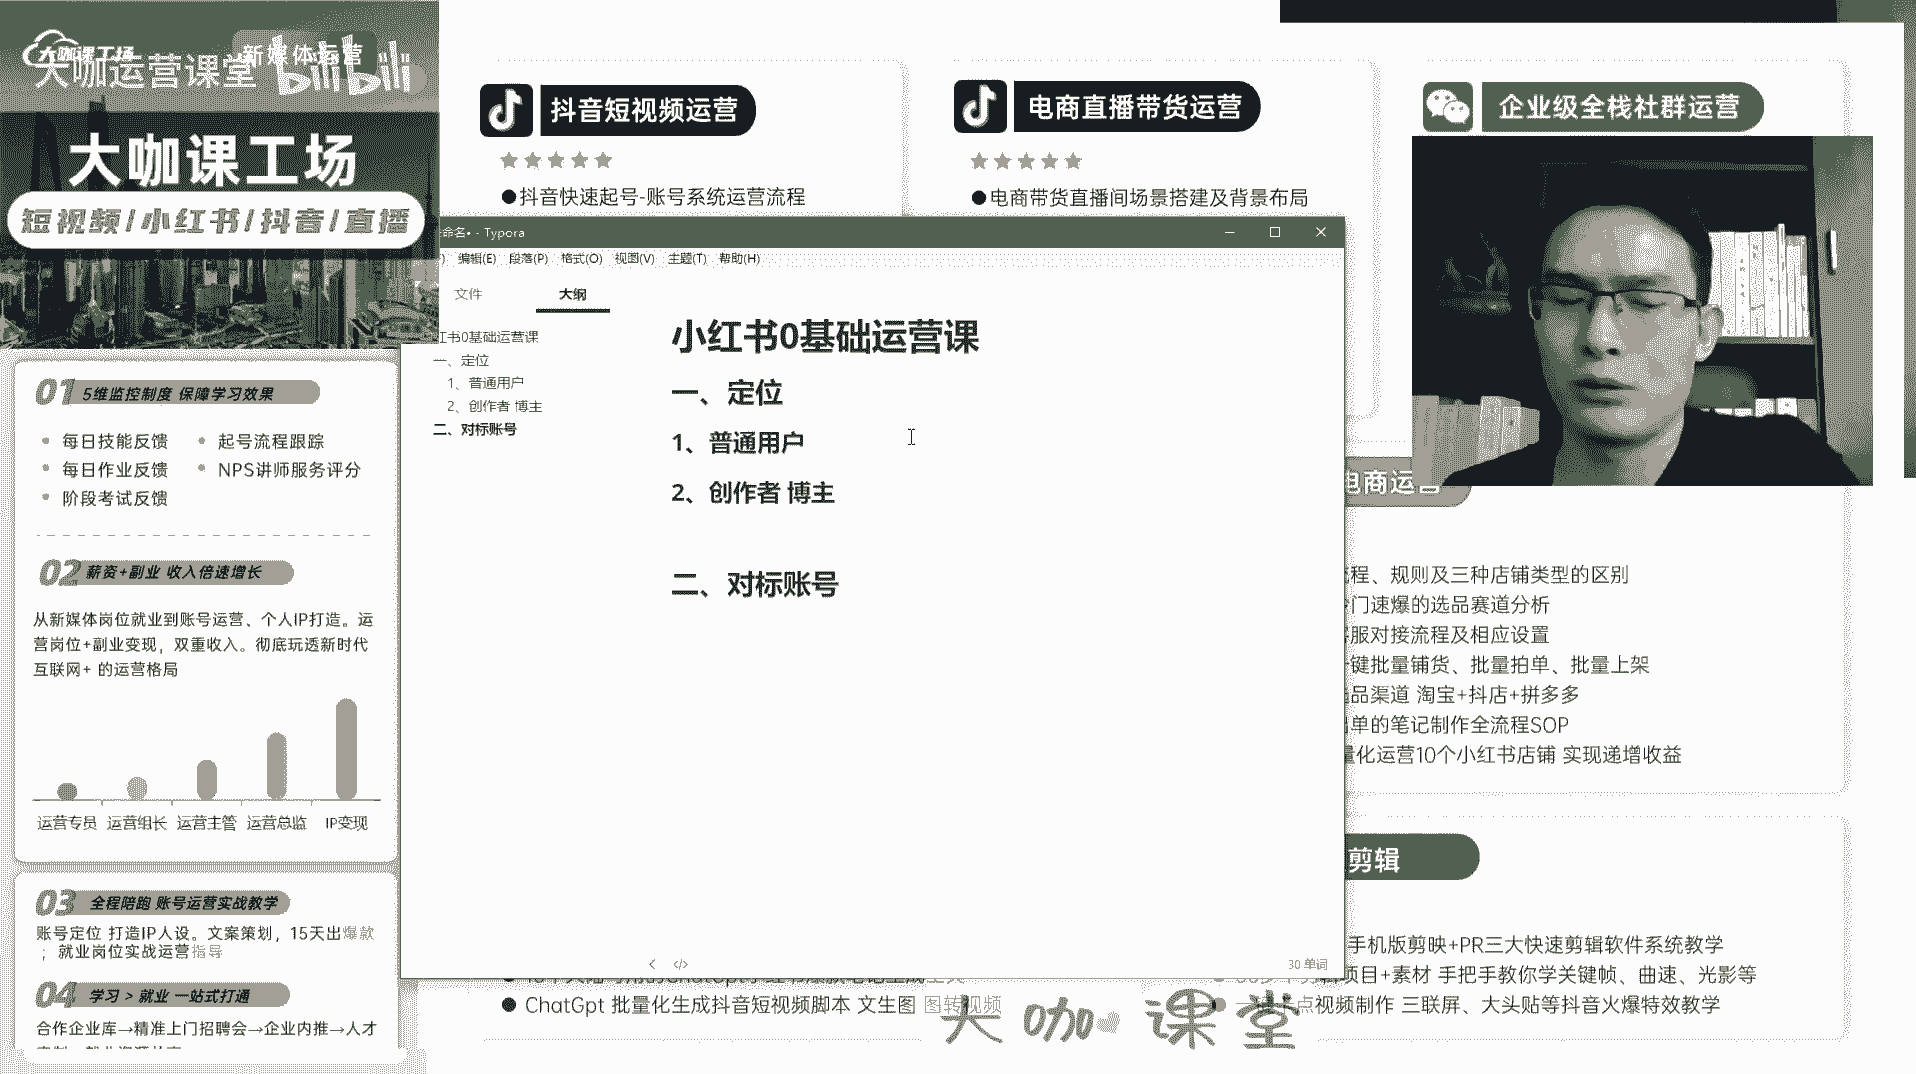 大咖课工场
新媒体运营
大咖运营课堂
bilibili
大咖课工场
短视频/小红书/抖音/直播
01 5维监控制度 保障学习效果
每日技能反馈
起号流程跟踪
每日作业反馈
NPS讲师服务评分
阶段考试反馈
02 薪资+副业 收入倍速增长
从新媒体岗位就业到账号运营、个人IP打造。运
营岗位+副业变现，双重收入。彻底玩透新时代
互联网+ 的运营格局
运营专员 运营组长 运营主管 运营总监 IP变现
03 全程陪跑 账号运营实战教学
账号定位 打造IP人设。文案策划，15天出爆款
；就业岗位实战运营指导
04 学习 > 就业 一站式打通
合作企业库→精准上门招聘会→企业内推→人才
抖音短视频运营
●抖音快速起号-账号系统运营流程
电商直播带货运营
●电商带货直播间场景搭建及背景布局
企业级全栈社群运营
命名• - Typora
编辑(E) 段落(P) 格式(O) 视图(V) 主题(T) 帮助(H)
文件 大纲
红书0基础运营课
一、定位
1、普通用户
2、创作者 博主
二、对标账号
小红书0基础运营课
一、定位
1、普通用户
2、创作者 博主
二、对标账号
30 单词
电商运营
程、规则及三种店铺类型的区别
门速爆的选品赛道分析
服对接流程及相应设置
键批量铺货、批量拍单、批量上架
品渠道 淘宝+抖店+拼多多
单的笔记制作全流程SOP
量化运营10个小红书店铺 实现递增收益
剪辑
手机版剪映+PR三大快速剪辑软件系统教学
项目+素材 手把手教你学关键帧、曲速、光影等
点视频制作 三联屏、大头贴等抖音火爆特效教学
● ChatGpt 批量化生成抖音短视频脚本 文生图 图转视频
大咖课堂